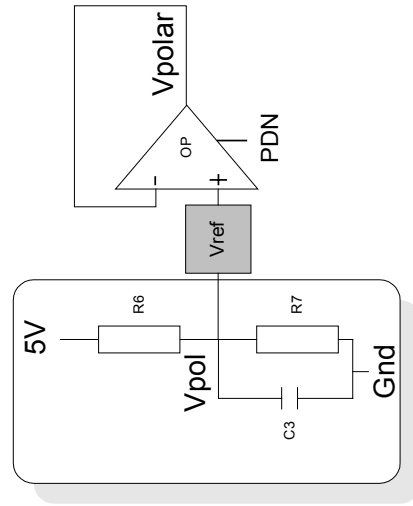 Vpolar
OP
-
+
PDN
Vref
R6
R7
5V
Vpol
Gnd
C3